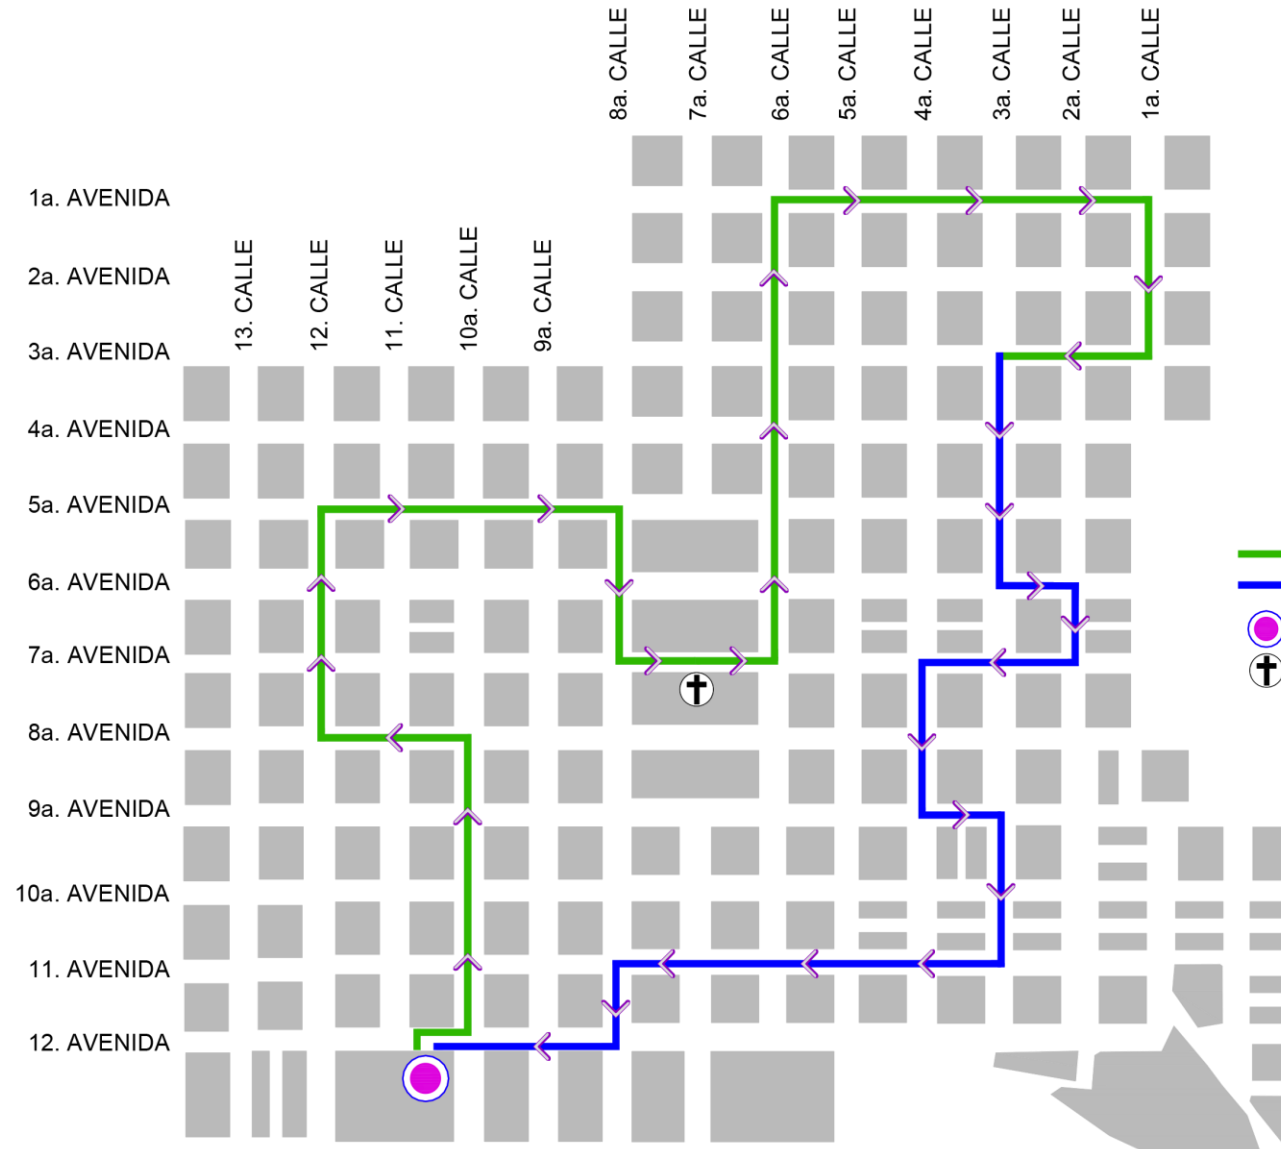 8a. CALLE
7a. CALLE
6a. CALLE
5a. CALLE
4a. CALLE
3a. CALLE
2a. CALLE
1a. CALLE
1a. AVENIDA
2a. AVENIDA
3a. AVENIDA
13. CALLE
12. CALLE
11. CALLE
10a. CALLE
9a. CALLE
4a. AVENIDA
5a. AVENIDA
6a. AVENIDA
7a. AVENIDA
8a. AVENIDA
9a. AVENIDA
10a. AVENIDA
11. AVENIDA
12. AVENIDA